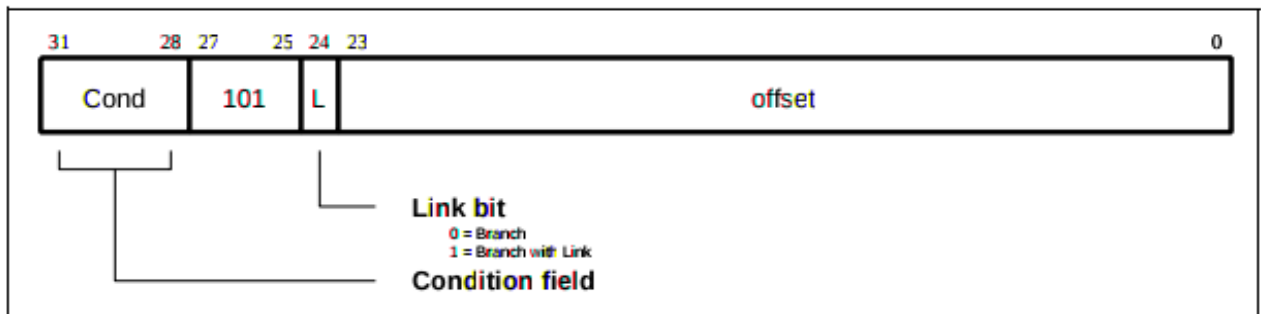 31 28 27 25 24 23 0
Cond 101 L offset
Link bit
0 = Branch
1 = Branch with Link
Condition field